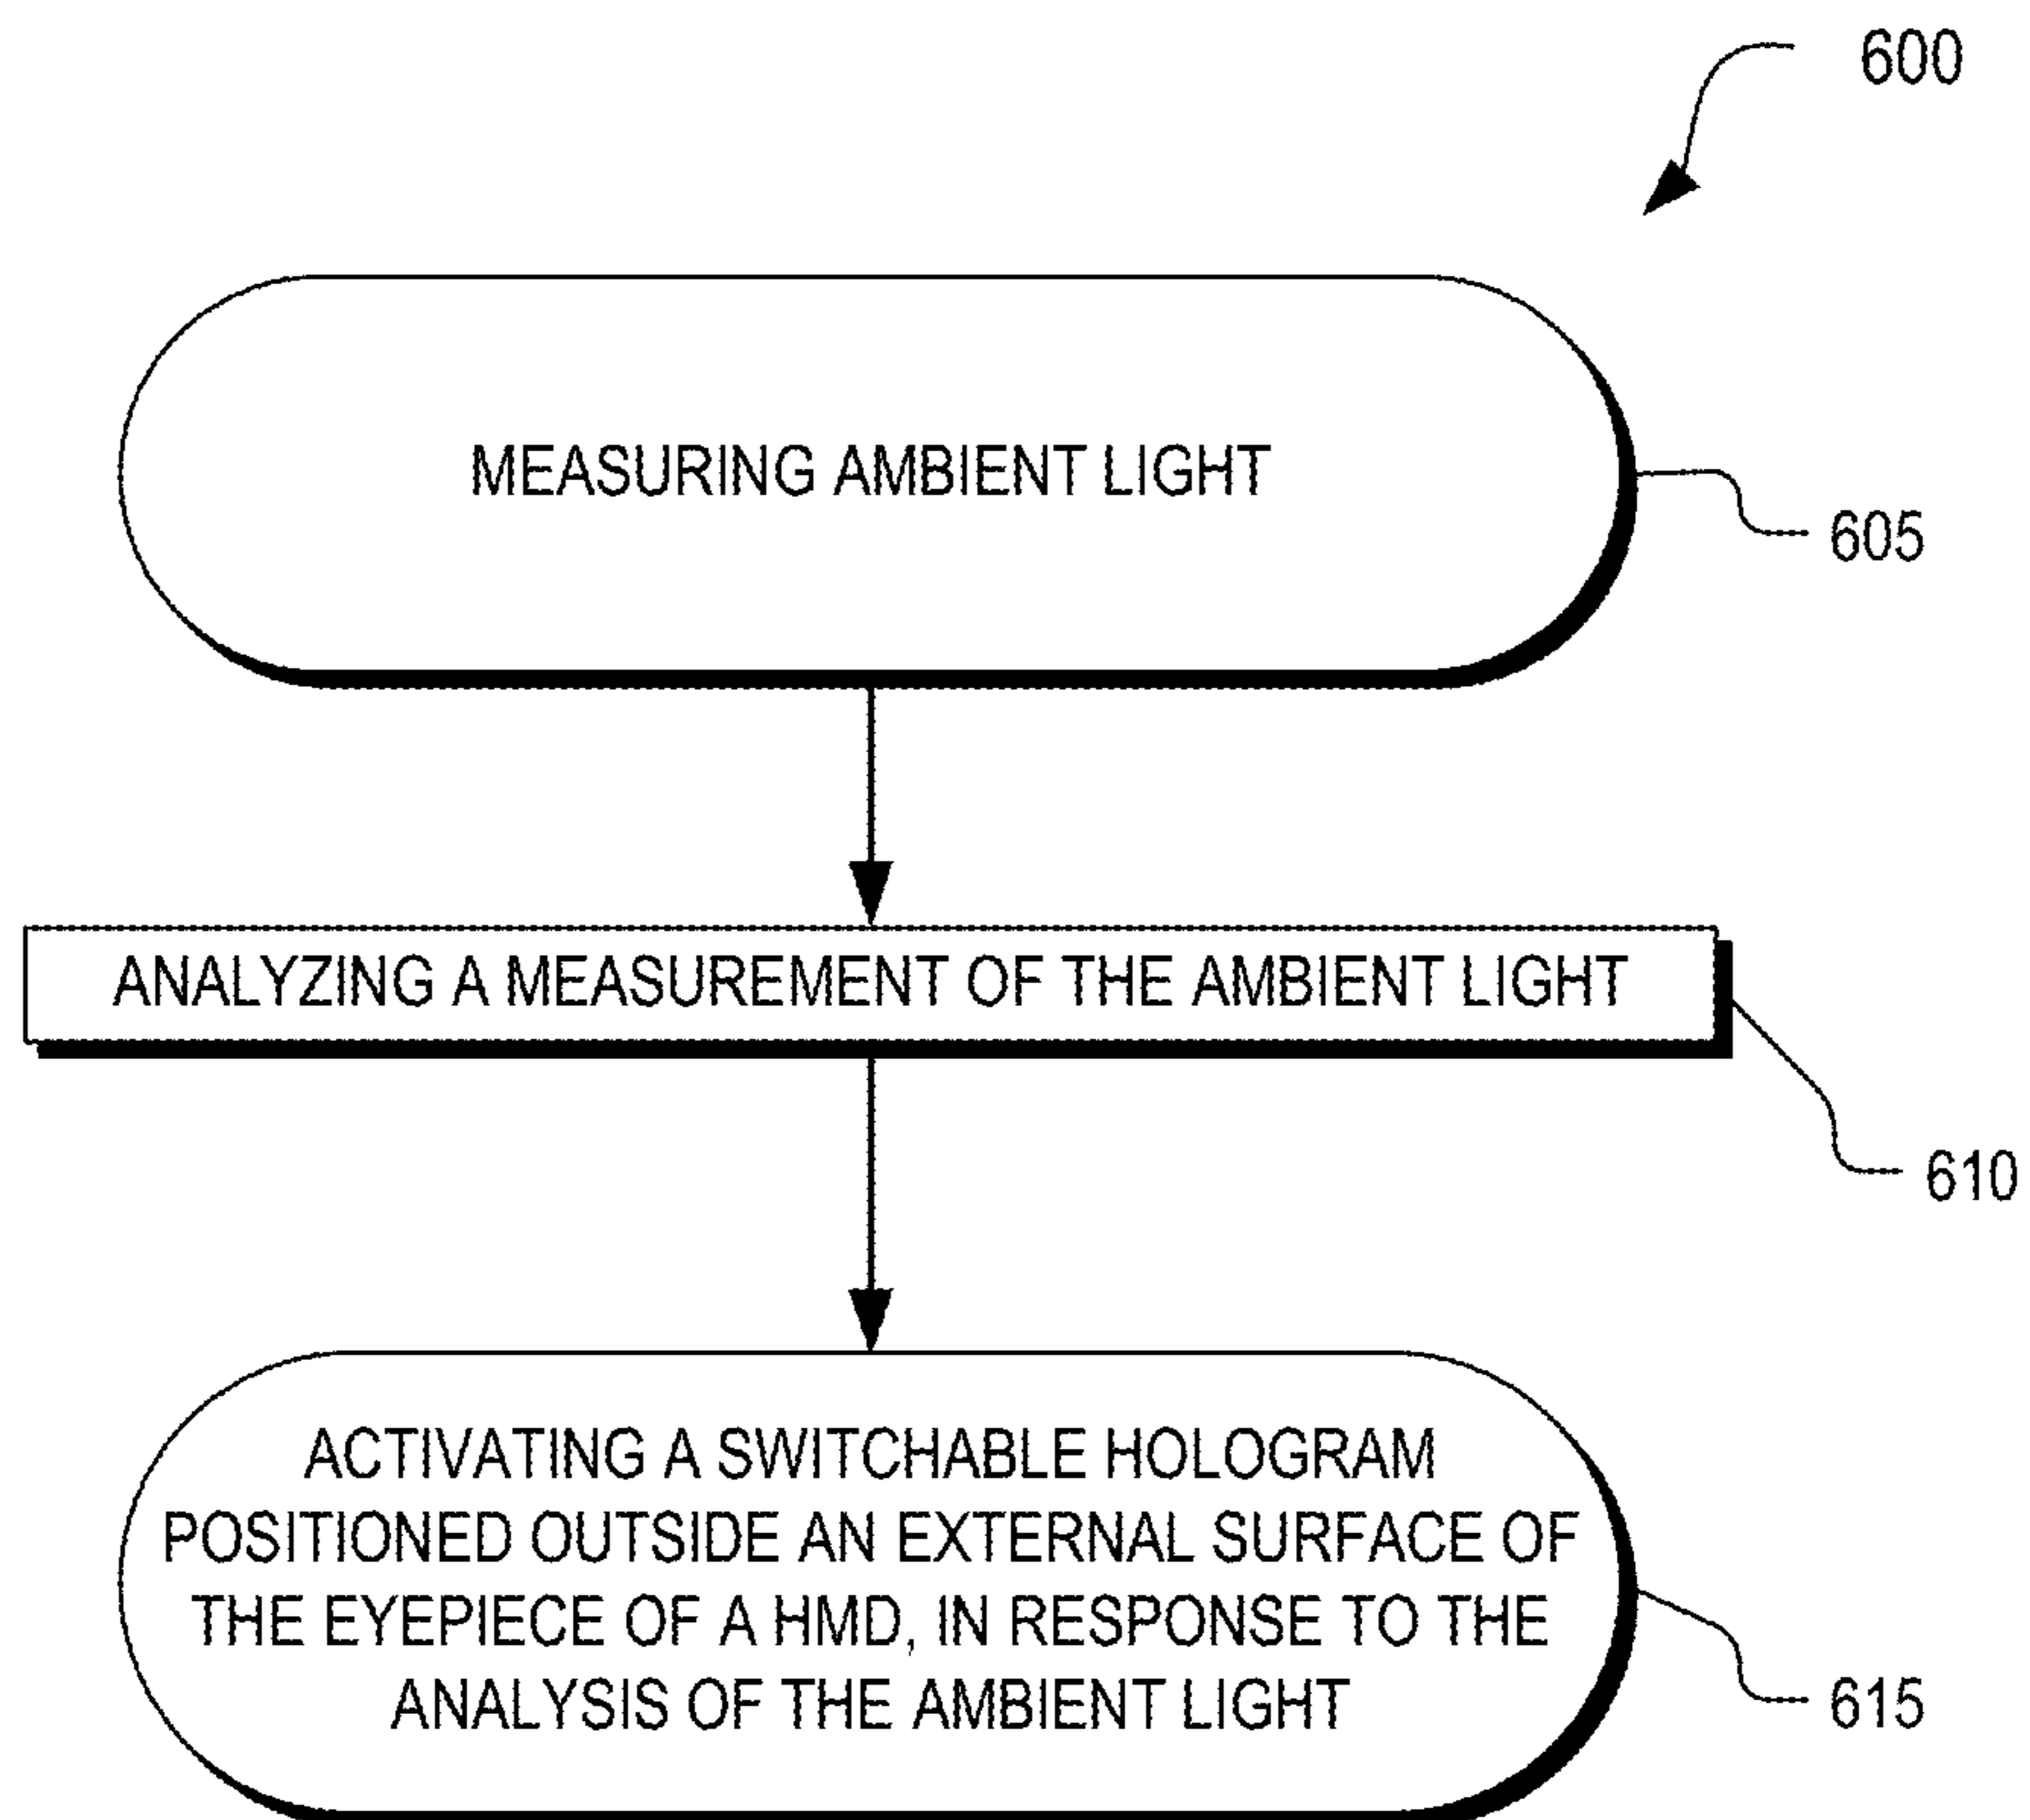 600
MEASURING AMBIENT LIGHT
605
ANALYZING A MEASUREMENT OF THE AMBIENT LIGHT
610
ACTIVATING A SWITCHABLE HOLOGRAM
POSITIONED OUTSIDE AN EXTERNAL SURFACE OF
THE EYEPIECE OF A HMD, IN RESPONSE TO THE
ANALYSIS OF THE AMBIENT LIGHT
615